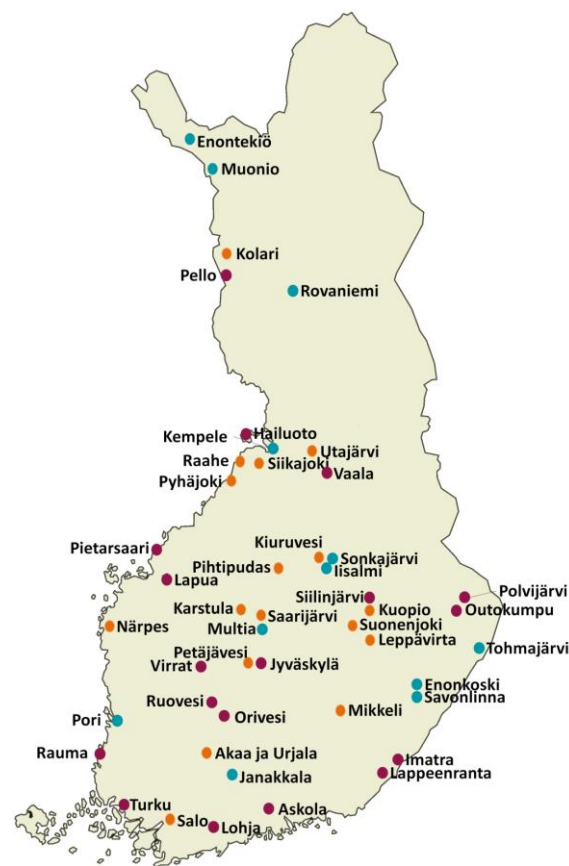 Enontekiö
Muonio
Kolari
Pello
Rovaniemi
Hailuoto
Kempele
Utajärvi
Raahe
Siikajoki
Vaala
Pyhäjoki
Kiuruvesi
Pietarsaari
Sonkajärvi
Pihtipudas
Iisalmi
Lapua
Polvijärvi
Siilinjärvi
Karstula
Kuopio
Outokumpu
Saarijärvi
Närpes
Suonenjoki
Multia
Leppävirta
Tohmajärvi
Petäjävesi
Virrat
Jyväskylä
Enonkoski
Savonlinna
Ruovesi
Mikkeli
Orivesi
Pori
Rauma
Akaa ja Urjala
Imatra
Lappeenranta
Janakkala
Turku
Askola
Salo
Lohja